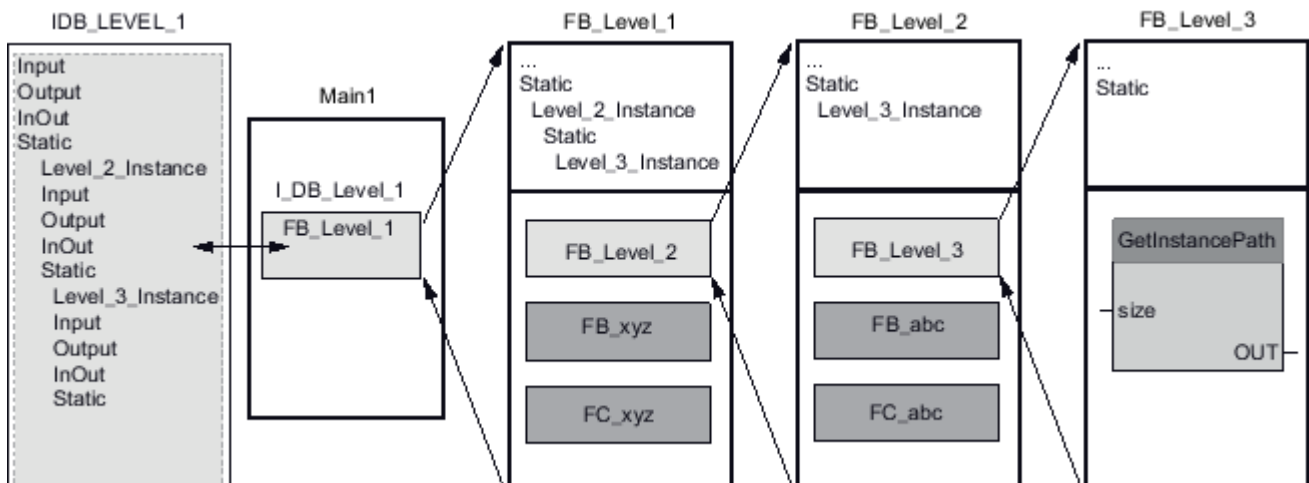 IDB_LEVEL_1
Input
Output
InOut
Static
Level_2_Instance
Input
Output
InOut
Static
Level_3_Instance
Input
Output
InOut
Static
Main1
I_DB_Level_1
FB_Level_1
FB_Level_1
...
Static
Level_2_Instance
Static
Level_3_Instance
FB_Level_2
FB_xyz
FC_xyz
FB_Level_2
...
Static
Level_3_Instance
FB_Level_3
FB_abc
FC_abc
FB_Level_3
...
Static
GetInstancePath
size
OUT